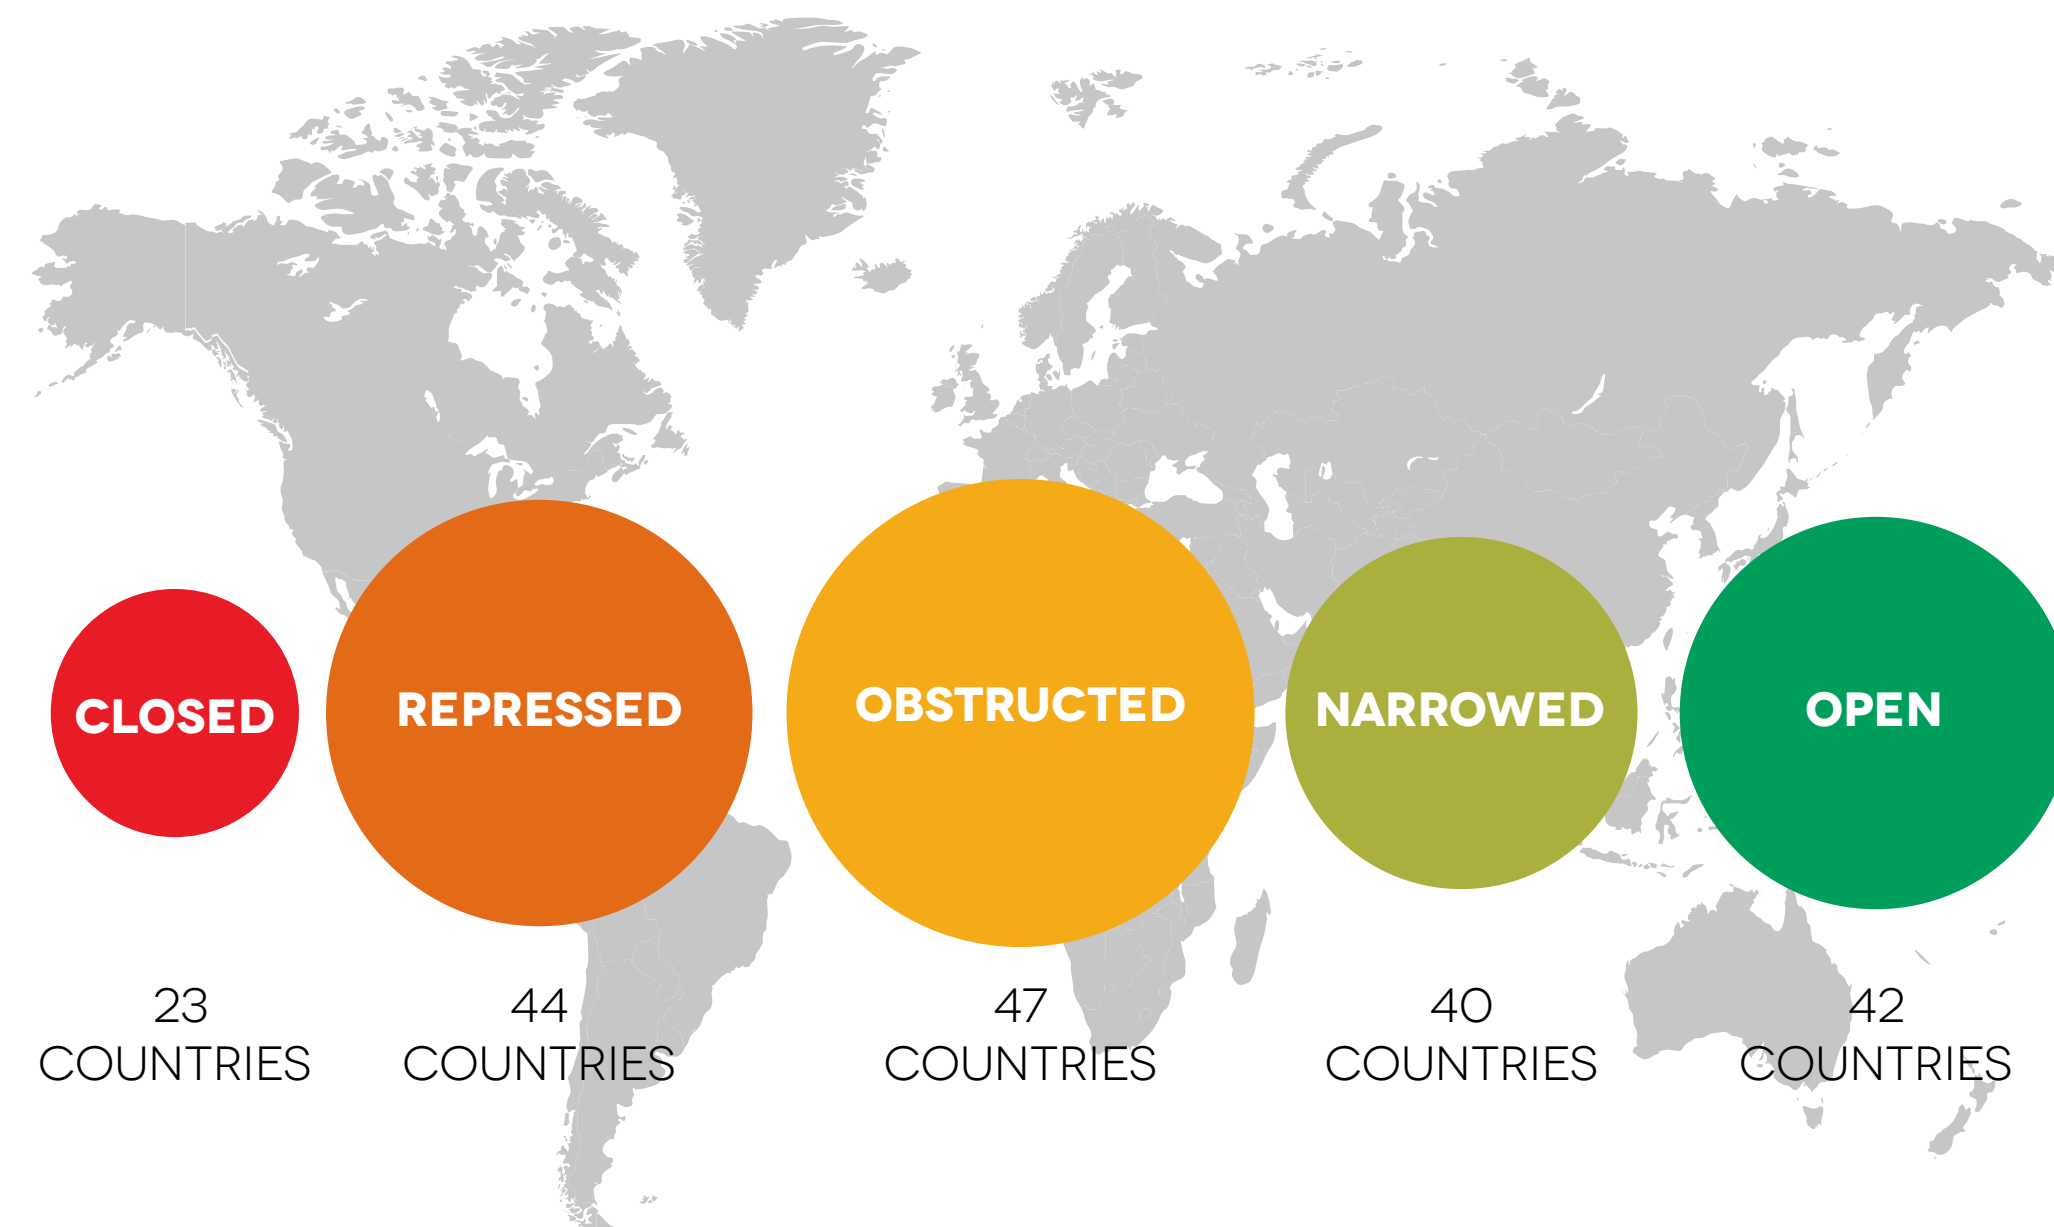 CLOSED
REPRESSED
OBSTRUCTED
NARROWED
OPEN
23
COUNTRIES
44
COUNTRIES
47
COUNTRIES
40
COUNTRIES
42
COUNTRIES